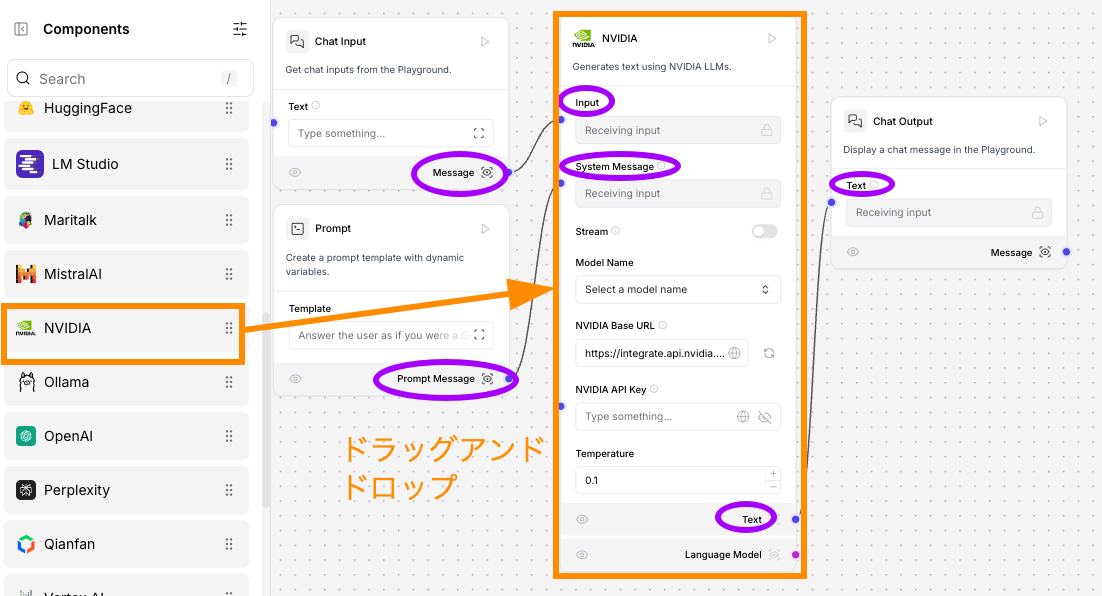 Components
Search
/
HuggingFace
LM Studio
Maritalk
MistralAI
NVIDIA
Ollama
OpenAI
Perplexity
Qianfan
Chat Input
Get chat inputs from the Playground.
Text
Type something...
Message
Prompt
Create a prompt template with dynamic
variables.
Template
Answer the user as if you were a G
Prompt Message
ドラッグアンド
ドロップ
NVIDIA
Generates text using NVIDIA LLMs.
Input
Receiving input
System Message
Receiving input
Stream
Model Name
Select a model name
NVIDIA Base URL
https://integrate.api.nvidia....
NVIDIA API Key
Type something...
Temperature
0.1
Text
Language Model
Chat Output
Display a chat message in the Playground.
Text
Receiving input
Message